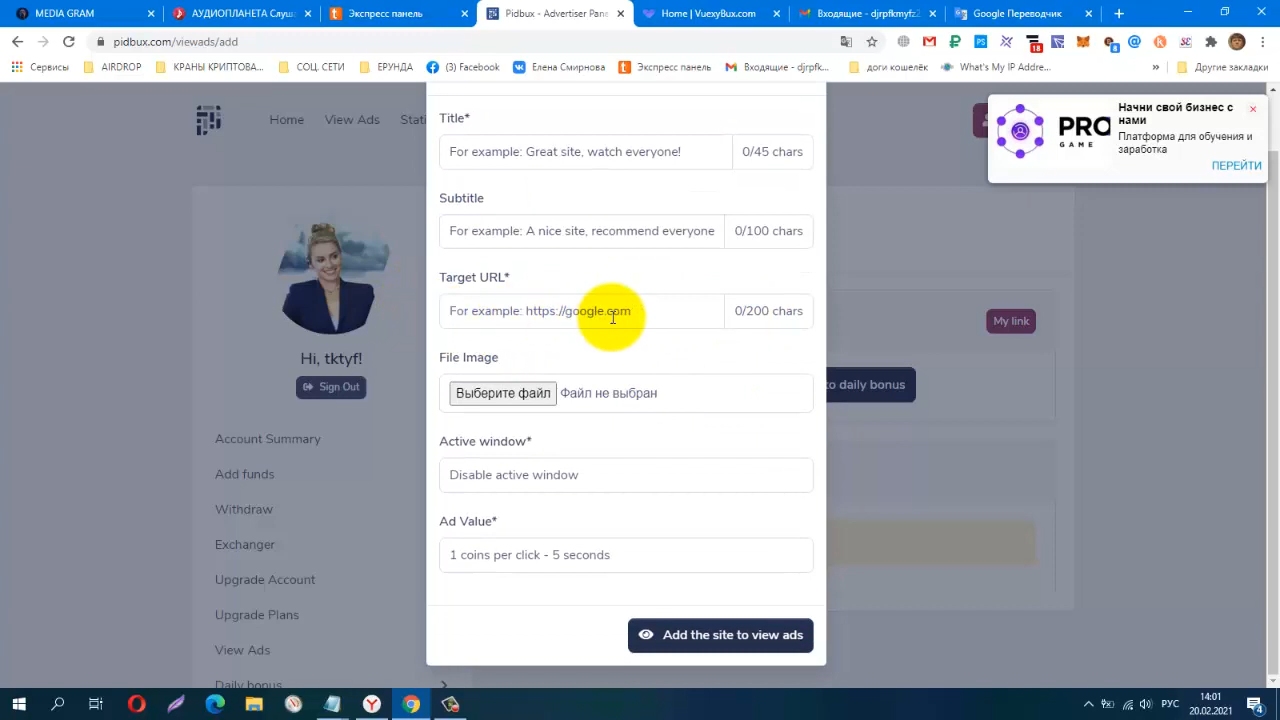 MEDIA GRAM
АУДИОПЛАНЕТА Слуша
Экспресс панель
Pidbux - Advertiser Pane
Home | VuexyBux.com
Входящие - djrpfkmyfz2
Google Переводчик
pidbux.com/viewads/add
18
8
Сервисы
AIRDROP
КРАНЫ КРИПТОВА...
СОЦ. СЕТИ
ЕРУНДА
(3) Facebook
Елена Смирнова
Экспресс панель
Входящие - djrpfk...
доги кошелёк
What's My IP Addre...
»
Другие закладки
Home
View Ads
Stati
Начни свой бизнес с
нами
Платформа для обучения и
заработка
ПЕРЕЙТИ
PRO
GAME
Title*
For example: Great site, watch everyone!
0/45 chars
Subtitle
For example: A nice site, recommend everyone
0/100 chars
Target URL*
For example: https://google.com
0/200 chars
File Image
Выберите файл
Файл не выбран
Active window*
Disable active window
Ad Value*
1 coins per click - 5 seconds
Add the site to view ads
My link
to daily bonus
Hi, tktyf!
Sign Out
Account Summary
Add funds
Withdraw
Exchanger
Upgrade Account
Upgrade Plans
View Ads
Daily bonus
РУС
14:01
20.02.2021
4